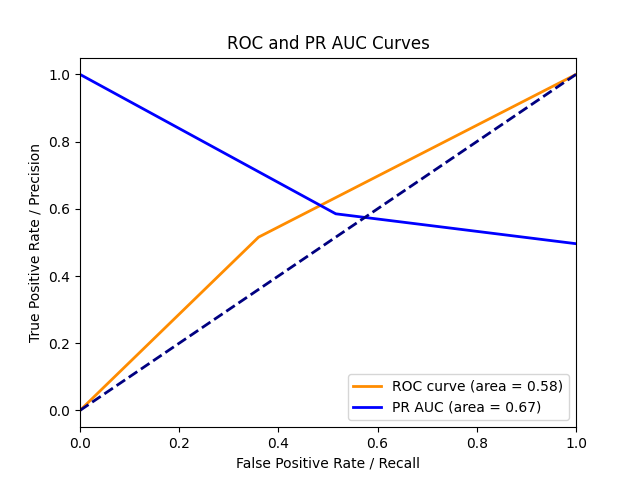 ROC and PR AUC Curves
True Positive Rate / Precision
1.0
0.8
0.6
0.4
0.2
0.0
0.0 0.2 0.4 0.6 0.8 1.0
False Positive Rate / Recall
ROC curve (area = 0.58)
PR AUC (area = 0.67)